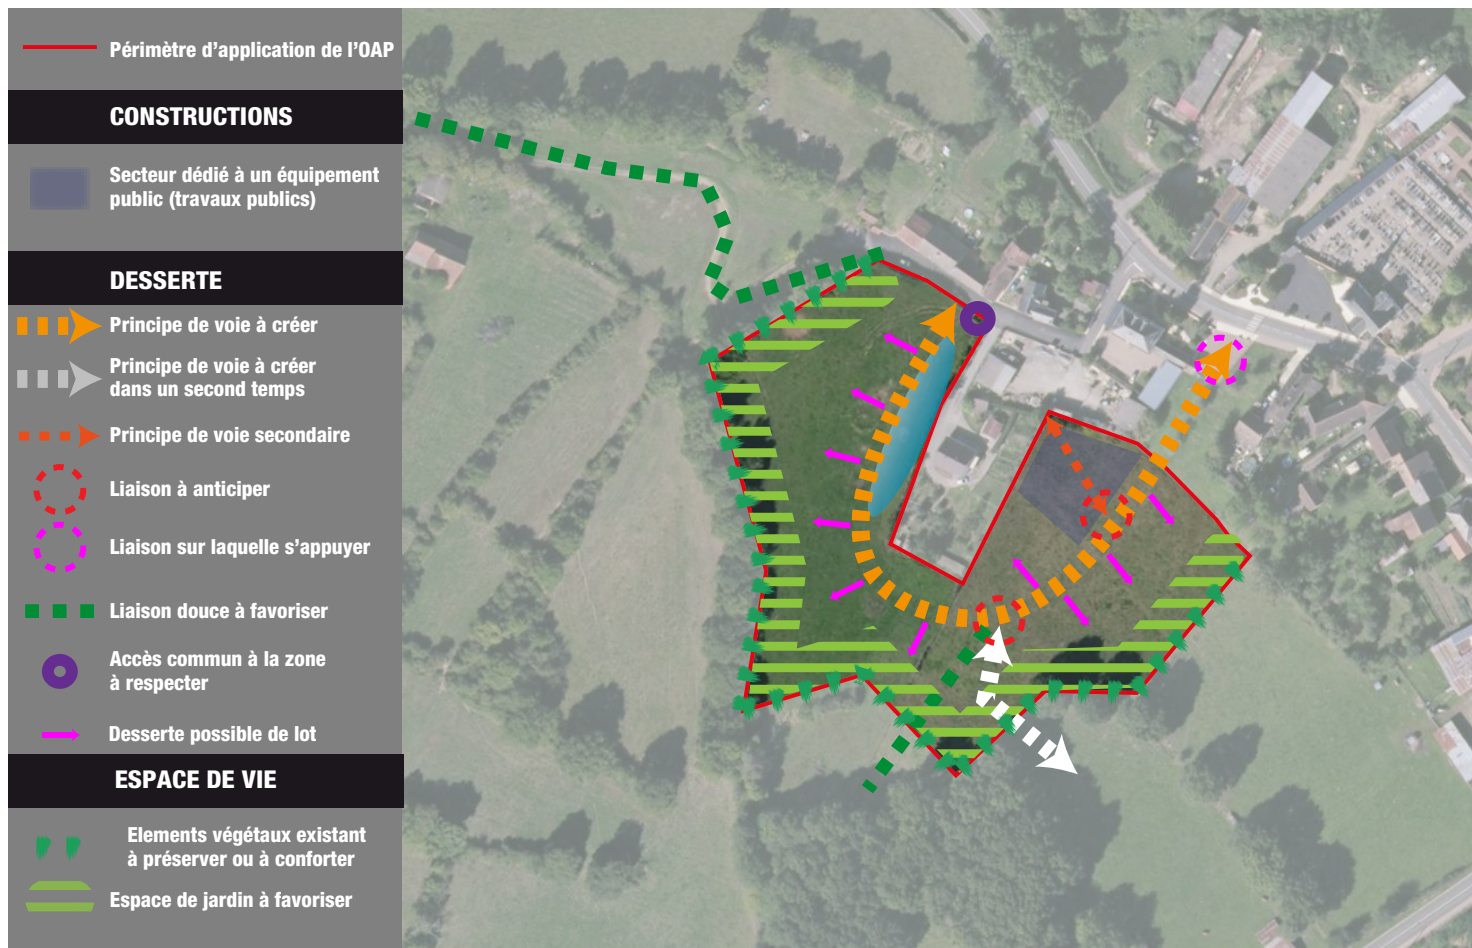 Périmètre d'application de l'OAP
CONSTRUCTIONS
Secteur dédié à un équipement
public (travaux publics)
DESSERTE
Principe de voie à créer
Principe de voie à créer
dans un second temps
Principe de voie secondaire
Liaison à anticiper
Liaison sur laquelle s'appuyer
Liaison douce à favoriser
Accès commun à la zone
à respecter
Desserte possible de lot
ESPACE DE VIE
Elements végétaux existant
à préserver ou à conforter
Espace de jardin à favoriser